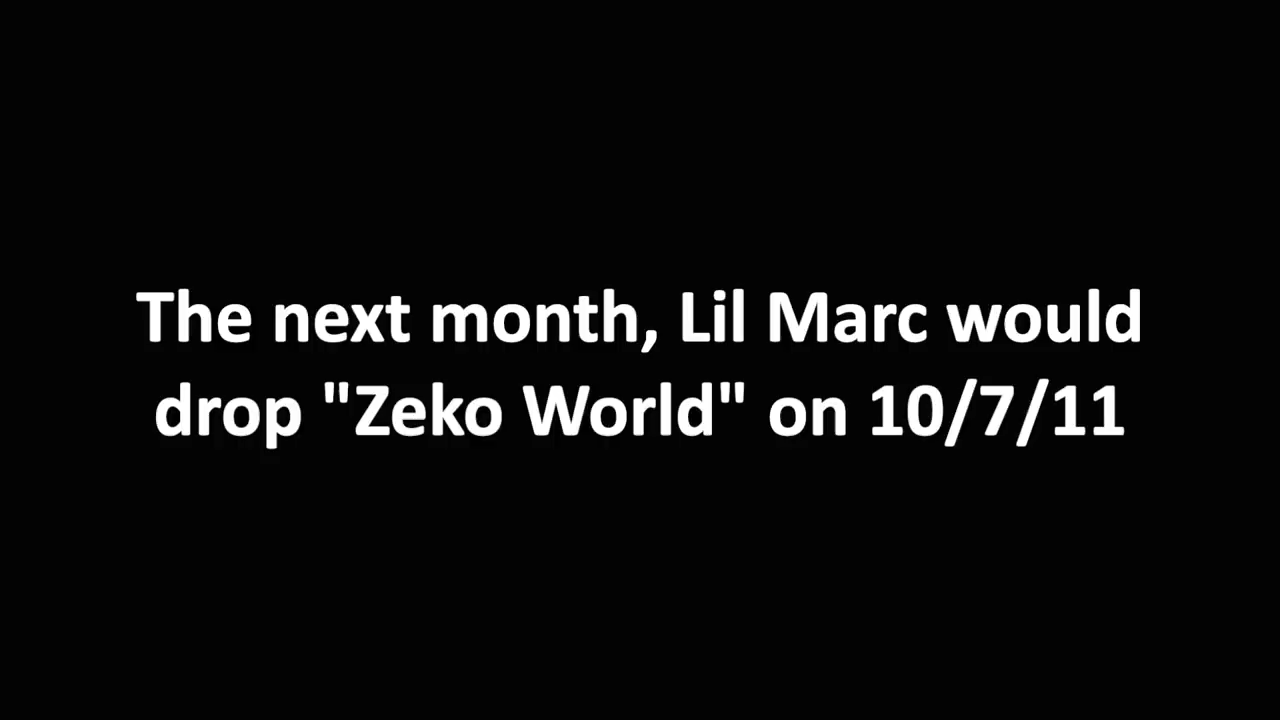 The next month, Lil Marc would
drop "Zeko World" on 10/7/11